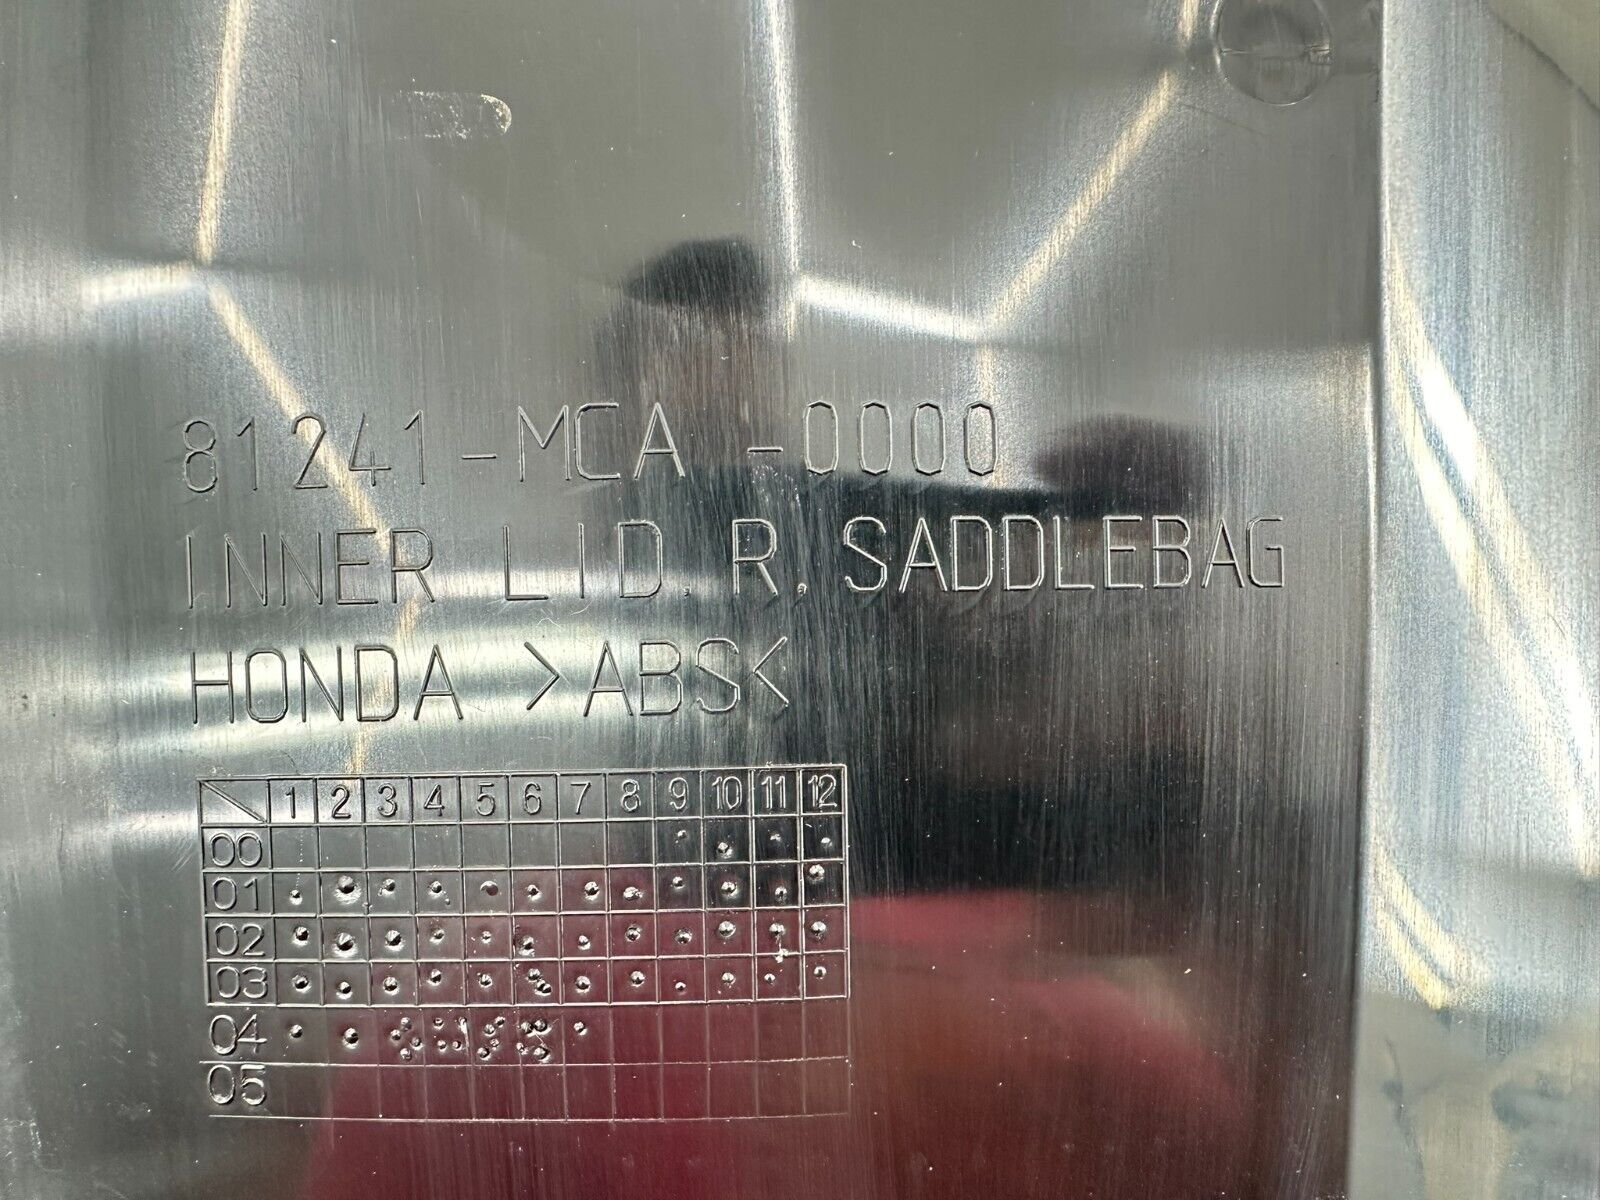 81241-MCA-0000
INNER LID, R, SADDLEBAG
HONDA >ABS<
1 2 3 4 5 6 7 8 9 10 11 12
00
01
02
03
04
05